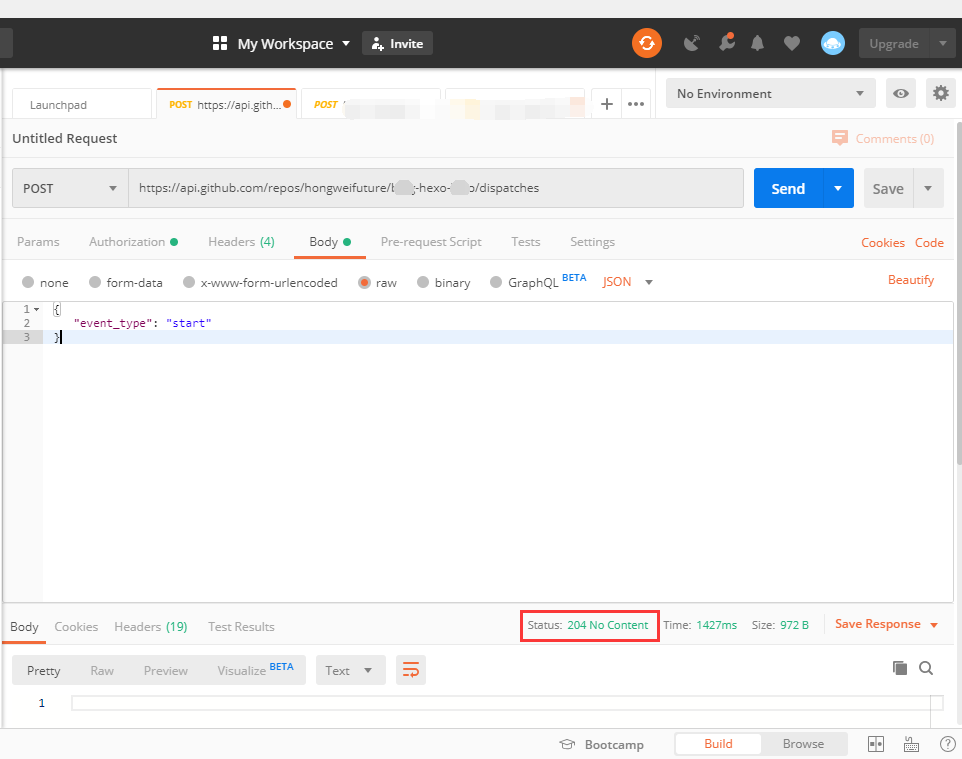 My Workspace Invite Upgrade
Launchpad POST https://api.gith... POST No Environment
Untitled Request Comments (0)
POST https://api.github.com/repos/hongweifuture/ -hexo- /dispatches Send Save
Params Authorization Headers (4) Body Pre-request Script Tests Settings Cookies Code
none form-data x-www-form-urlencoded raw binary GraphQL BETA JSON Beautify
1 {
2 "event_type": "start"
3 }
Body Cookies Headers (19) Test Results Status: 204 No Content Time: 1427ms Size: 972 B Save Response
Pretty Raw Preview Visualize BETA Text
1
Bootcamp Build Browse